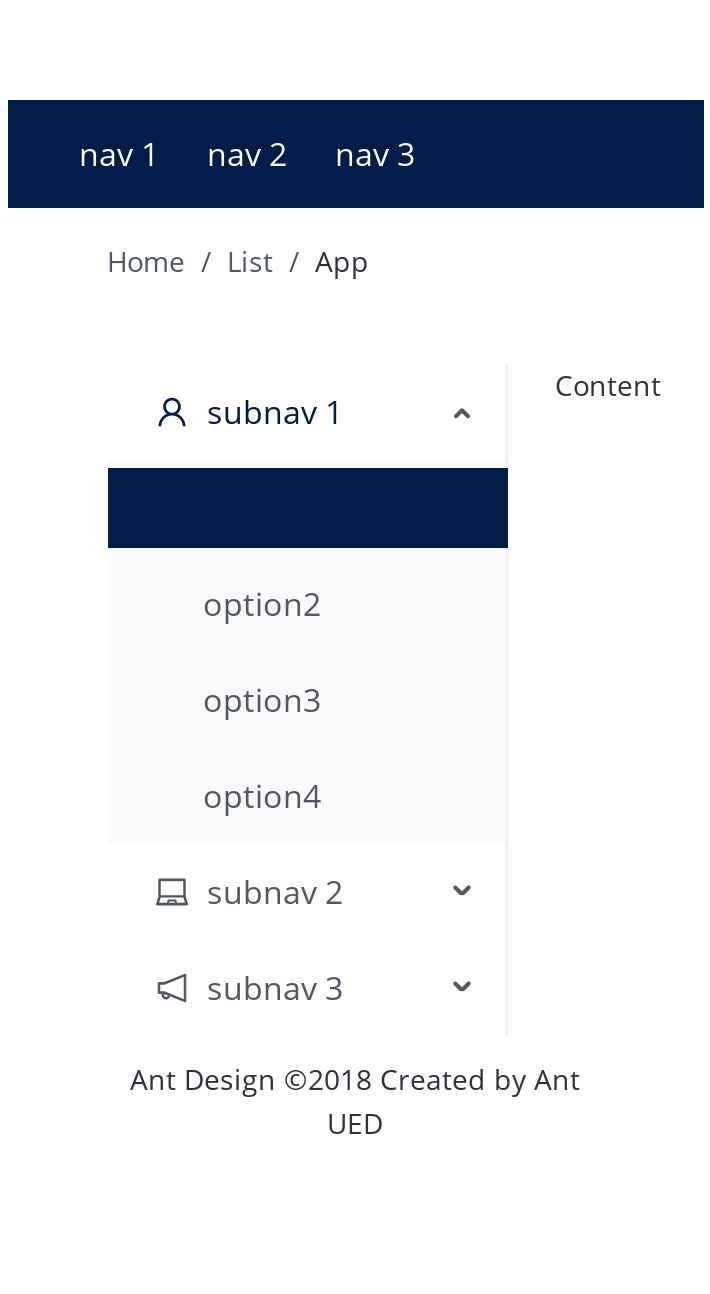 nav 1 nav 2 nav 3
Home / List / App
subnav 1
Content
option2
option3
option4
subnav 2
subnav 3
Ant Design ©2018 Created by Ant
UED